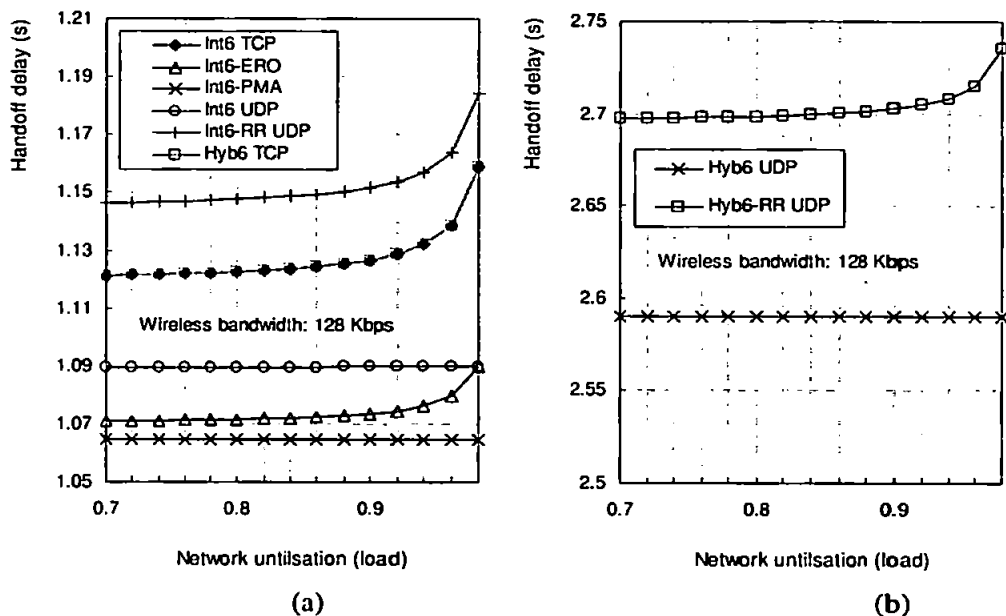 Handoff delay (s)
1.21
1.19
1.17
1.15
1.13
1.11
1.09
1.07
1.05
Int6 TCP
Int6-ERO
Int6-PMA
Int6 UDP
Int6-RR UDP
Hyb6 TCP
Wireless bandwidth: 128 Kbps
0.7
0.8
0.9
Network untilsation (load)
(a)
Handoff delay (s)
2.75
2.7
2.65
2.6
2.55
2.5
Hyb6 UDP
Hyb6-RR UDP
Wireless bandwidth: 128 Kbps
0.7
0.8
0.9
Network untilsation (load)
(b)